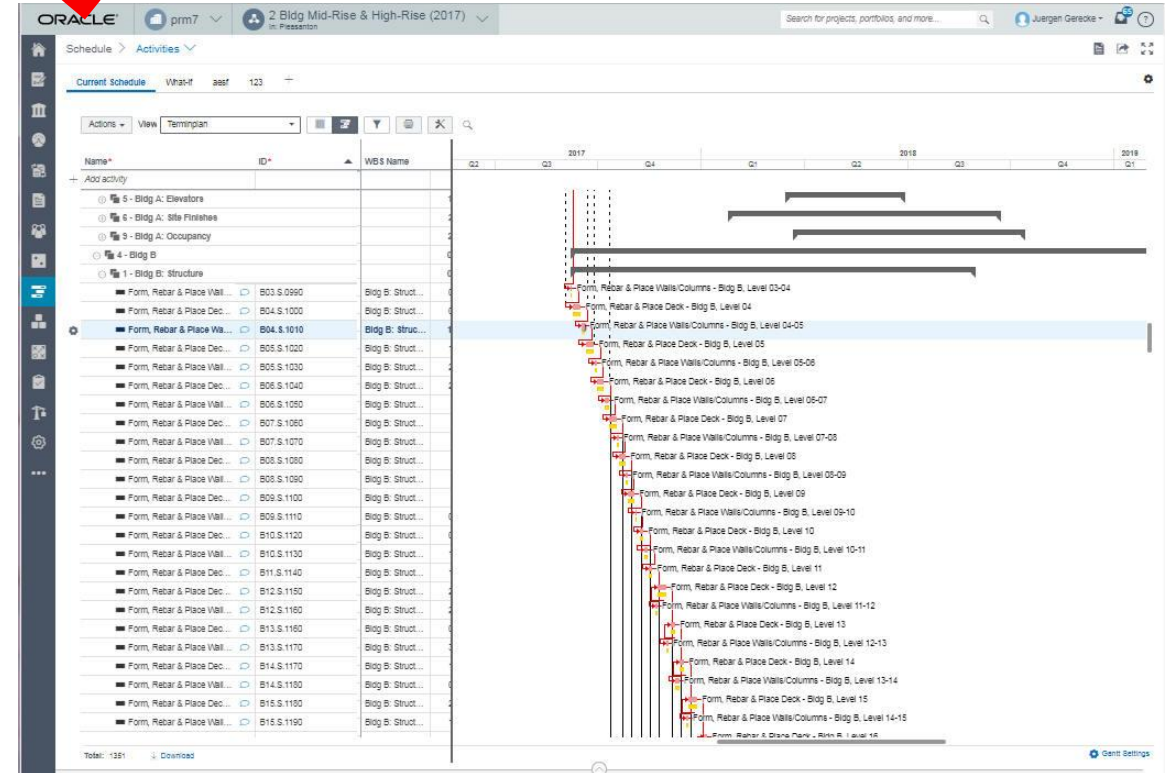 ORACLE' prm7 2 Bldg Mid-Rise & High-Rise (2017) Search for projects, portfolios, and more... Juergen Gerecke 65 ?
In: Pleasanton
Schedule > Activities
Current Schedule What-If aesf 123 +
Actions View Terminplan
Name* ID* WBS Name
2017 2018 2019
Q2 Q3 Q4 Q1 Q2 Q3 Q4 Q1
+ Add activity
5 - Bldg A: Elevators 1
6 - Bldg A: Site Finishes 2
9 - Bldg A: Occupancy 2
4 - Bldg B
1 - Bldg B: Structure
Form, Rebar & Place Wall... B03.S.0990 Bldg B: Struct... Form, Rebar & Place Walls/Columns - Bldg B, Level 03-04
Form, Rebar & Place Dec... B04.S.1000 Bldg B: Struct... Form, Rebar & Place Deck - Bldg B, Level 04
Form, Rebar & Place Wa... B04.S.1010 Bldg B: Struc... 1 Form, Rebar & Place Walls/Columns - Bldg B, Level 04-05
Form, Rebar & Place Dec... B05.S.1020 Bldg B: Struct... Form, Rebar & Place Deck - Bldg B, Level 05
Form, Rebar & Place Wall... B05.S.1030 Bldg B: Struct... Form, Rebar & Place Walls/Columns - Bldg B, Level 05-06
Form, Rebar & Place Dec... B06.S.1040 Bldg B: Struct... Form, Rebar & Place Deck - Bldg B, Level 06
Form, Rebar & Place Wall... B06.S.1050 Bldg B: Struct... Form, Rebar & Place Walls/Columns - Bldg B, Level 06-07
Form, Rebar & Place Dec... B07.S.1060 Bldg B: Struct... Form, Rebar & Place Deck - Bldg B, Level 07
Form, Rebar & Place Wall... B07.S.1070 Bldg B: Struct... Form, Rebar & Place Walls/Columns - Bldg B, Level 07-08
Form, Rebar & Place Dec... B08.S.1080 Bldg B: Struct... Form, Rebar & Place Deck - Bldg B, Level 08
Form, Rebar & Place Wall... B08.S.1090 Bldg B: Struct... Form, Rebar & Place Walls/Columns - Bldg B, Level 08-09
Form, Rebar & Place Dec... B09.S.1100 Bldg B: Struct... Form, Rebar & Place Deck - Bldg B, Level 09
Form, Rebar & Place Wall... B09.S.1110 Bldg B: Struct... Form, Rebar & Place Walls/Columns - Bldg B, Level 09-10
Form, Rebar & Place Dec... B10.S.1120 Bldg B: Struct... Form, Rebar & Place Deck - Bldg B, Level 10
Form, Rebar & Place Wall... B10.S.1130 Bldg B: Struct... Form, Rebar & Place Walls/Columns - Bldg B, Level 10-11
Form, Rebar & Place Dec... B11.S.1140 Bldg B: Struct... Form, Rebar & Place Deck - Bldg B, Level 11
Form, Rebar & Place Dec... B12.S.1150 Bldg B: Struct... Form, Rebar & Place Deck - Bldg B, Level 12
Form, Rebar & Place Wall... B12.S.1160 Bldg B: Struct... Form, Rebar & Place Walls/Columns - Bldg B, Level 11-12
Form, Rebar & Place Dec... B13.S.1160 Bldg B: Struct... Form, Rebar & Place Deck - Bldg B, Level 13
Form, Rebar & Place Wall... B13.S.1170 Bldg B: Struct... Form, Rebar & Place Walls/Columns - Bldg B, Level 12-13
Form, Rebar & Place Dec... B14.S.1170 Bldg B: Struct... Form, Rebar & Place Deck - Bldg B, Level 14
Form, Rebar & Place Wall... B14.S.1180 Bldg B: Struct... Form, Rebar & Place Walls/Columns - Bldg B, Level 13-14
Form, Rebar & Place Dec... B15.S.1180 Bldg B: Struct... Form, Rebar & Place Deck - Bldg B, Level 15
Form, Rebar & Place Wall... B15.S.1190 Bldg B: Struct... Form, Rebar & Place Walls/Columns - Bldg B, Level 14-15
Form, Rebar & Place Deck - Bldg B, Level 16
Total: 1351 Download Gantt Settings